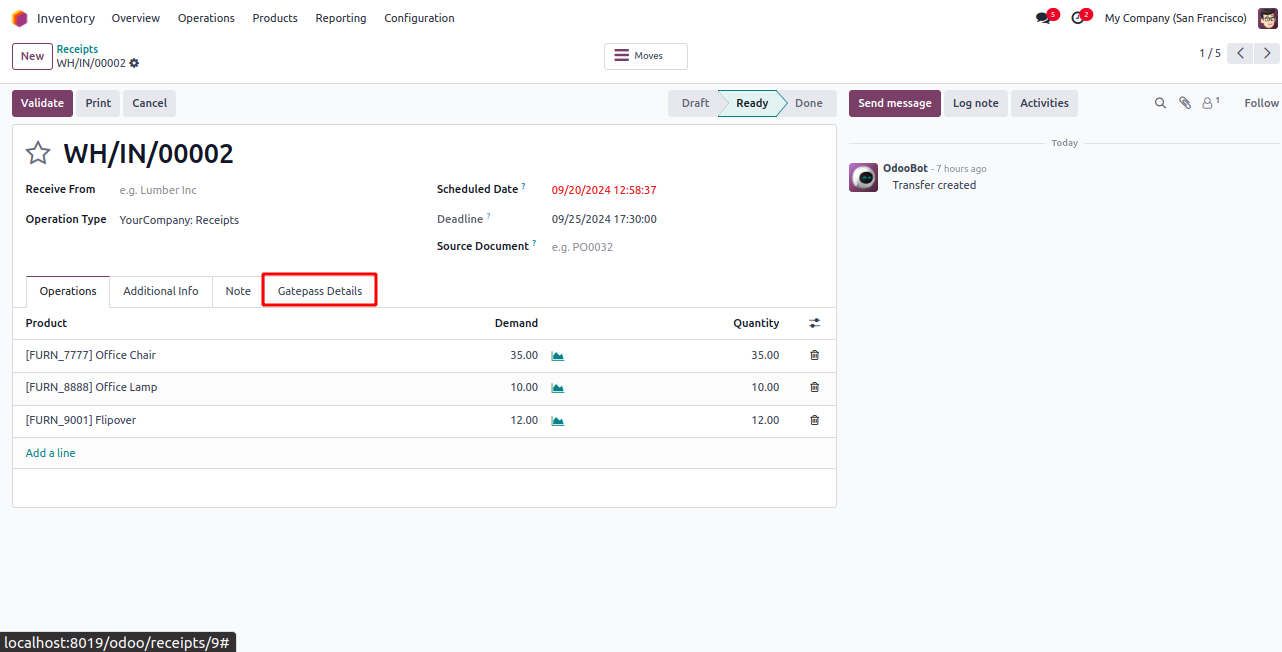 Inventory Overview Operations Products Reporting Configuration 5 2 My Company (San Francisco)
New Receipts Moves 1 / 5
WH/IN/00002
Validate Print Cancel Draft Ready Done Send message Log note Activities 1 Follow
WH/IN/00002 Today
Receive From e.g. Lumber Inc Scheduled Date ? 09/20/2024 12:58:37 OdooBot - 7 hours ago
Transfer created
Operation Type YourCompany: Receipts Deadline ? 09/25/2024 17:30:00
Source Document ? e.g. PO0032
Operations Additional Info Note Gatepass Details
Product Demand Quantity
[FURN_7777] Office Chair 35.00 35.00
[FURN_8888] Office Lamp 10.00 10.00
[FURN_9001] Flipover 12.00 12.00
Add a line
localhost:8019/odoo/receipts/9#